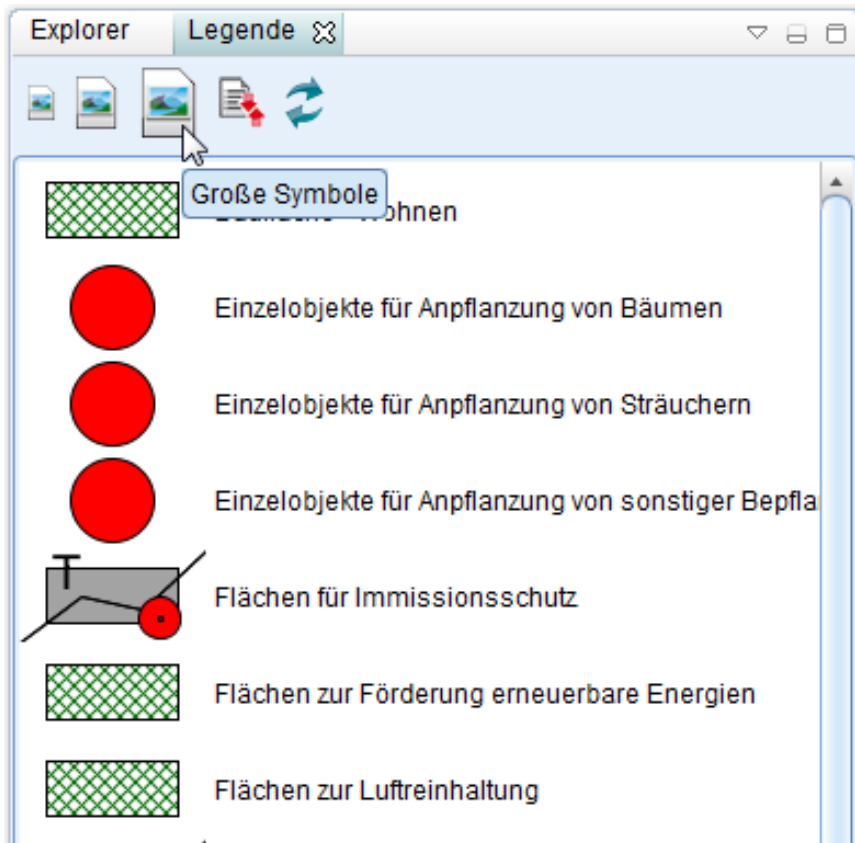 Explorer Legende
Große Symbole
Wohnen
Einzelobjekte für Anpflanzung von Bäumen
Einzelobjekte für Anpflanzung von Sträuchern
Einzelobjekte für Anpflanzung von sonstiger Bepfla
T
Flächen für Immissionsschutz
Flächen zur Förderung erneuerbare Energien
Flächen zur Luftreinhaltung